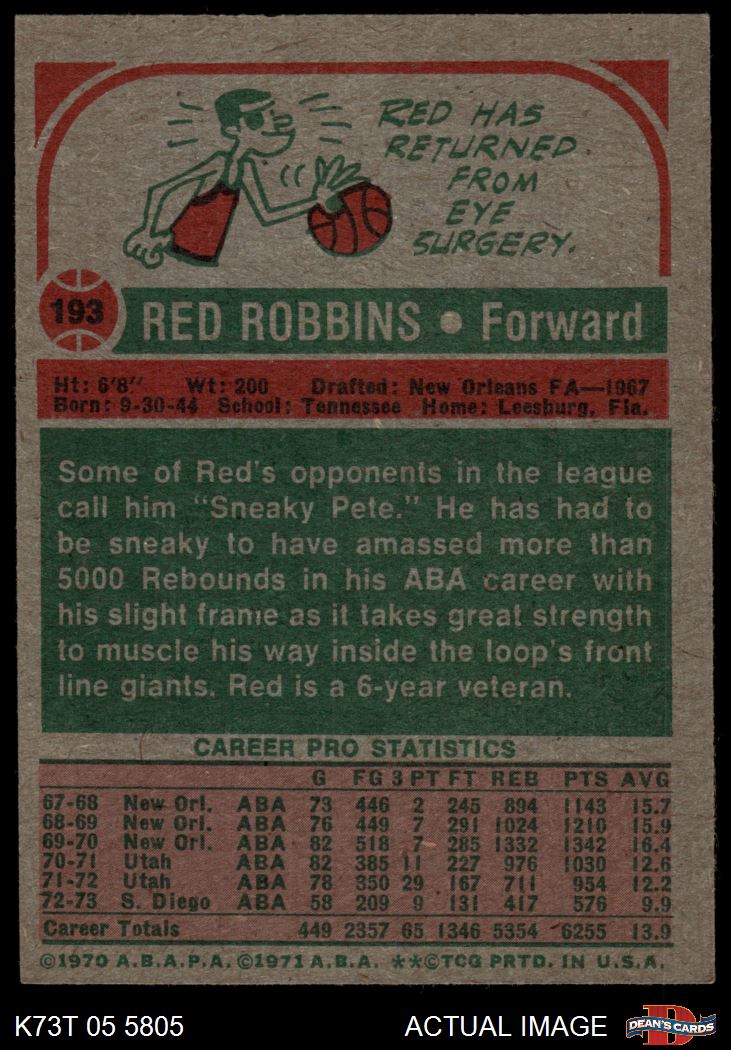 RED HAS
RETURNED
FROM
EYE
SURGERY.
193
RED ROBBINS • Forward
Ht: 6'8" Wt: 200 Drafted: New Orleans FA—1967
Born: 9-30-44 School: Tennessee Home: Leesburg, Fla.
Some of Red's opponents in the league
call him "Sneaky Pete." He has had to
be sneaky to have amassed more than
5000 Rebounds in his ABA career with
his slight frame as it takes great strength
to muscle his way inside the loop's front
line giants. Red is a 6-year veteran.
CAREER PRO STATISTICS
G FG 3 PT FT REB PTS AVG
67-68 New Orl. ABA 73 446 2 245 894 1143 15.7
68-69 New Orl. ABA 76 449 7 291 1024 1210 15.9
69-70 New Orl. ABA 82 518 7 285 1332 1342 16.4
70-71 Utah ABA 82 385 11 227 976 1030 12.6
71-72 Utah ABA 78 350 29 167 711 954 12.2
72-73 S. Diego ABA 58 209 9 131 417 576 9.9
Career Totals 449 2357 65 1346 5354 6255 13.9
©1970 A.B.A.P.A. ©1971 A.B.A. **©TCG PRTD. IN U.S.A.
K73T 05 5805 ACTUAL IMAGE
D
DEAN'S CARDS